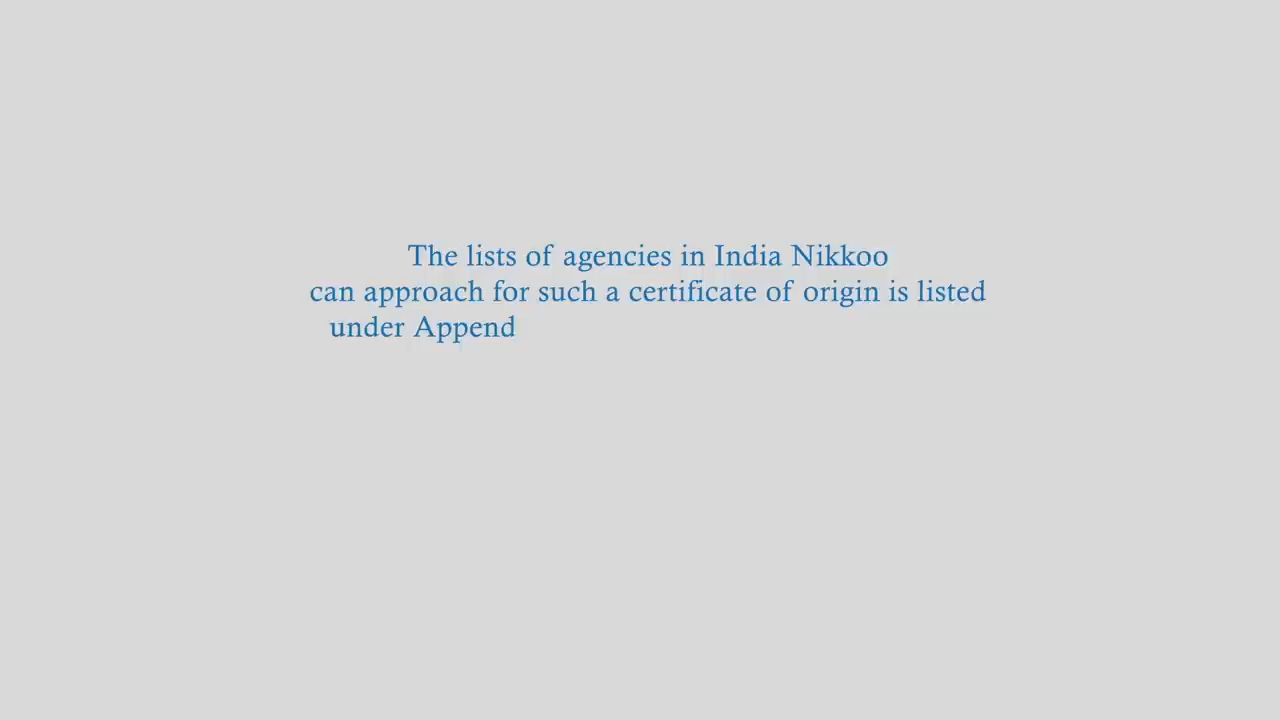 The lists of agencies in India Nikkoo
can approach for such a certificate of origin is listed
under Append